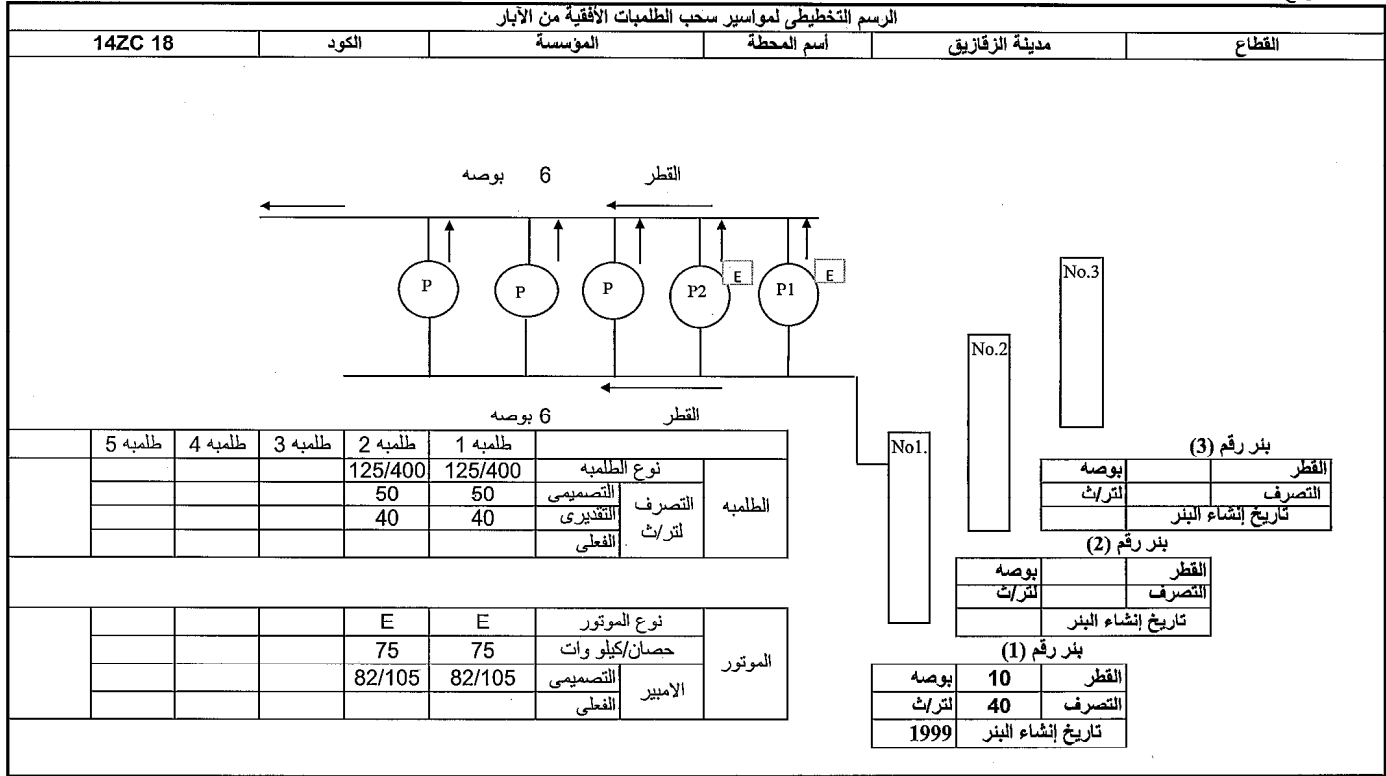 الرسم التخطيطى لمواسير سحب الطلمبات الأفقية من الآبار
القطاع مدينة الزقازيق أسم المحطة المؤسسة الكود 14ZC 18
القطر 6 بوصه
P P P P2 E P1 E
No.3
No.2
القطر 6 بوصه
No1.
طلمبه 1 طلمبه 2 طلمبه 3 طلمبه 4 طلمبه 5
الطلمبه نوع الطلمبه 125/400 125/400
التصرف لتر/ث التصميمى 50 50
التقديرى 40 40
الفعلى
الموتور نوع الموتور E E
حصان/كيلو وات 75 75
الامبير التصميمى 82/105 82/105
الفعلى
بئر رقم (3)
القطر بوصه
التصرف لتر/ث
تاريخ إنشاء البئر
بئر رقم (2)
القطر بوصه
التصرف لتر/ث
تاريخ إنشاء البئر
بئر رقم (1)
القطر 10 بوصه
التصرف 40 لتر/ث
تاريخ إنشاء البئر 1999